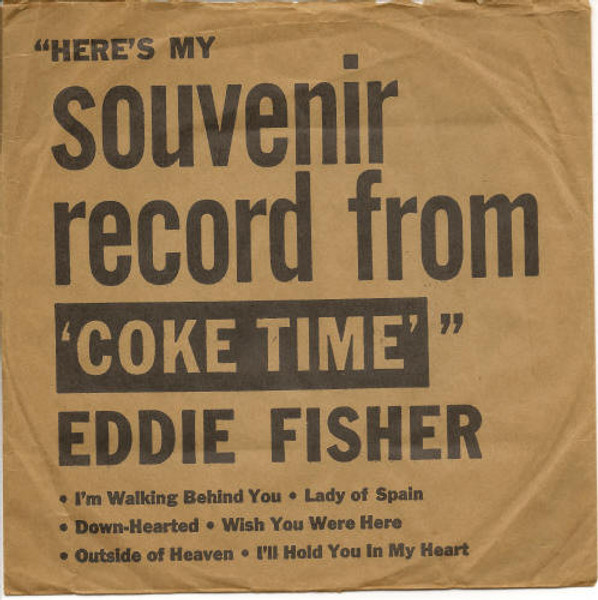 "HERE'S MY
souvenir
record from
'COKE TIME'"
EDDIE FISHER
• I'm Walking Behind You • Lady of Spain
• Down-Hearted • Wish You Were Here
• Outside of Heaven • I'll Hold You In My Heart